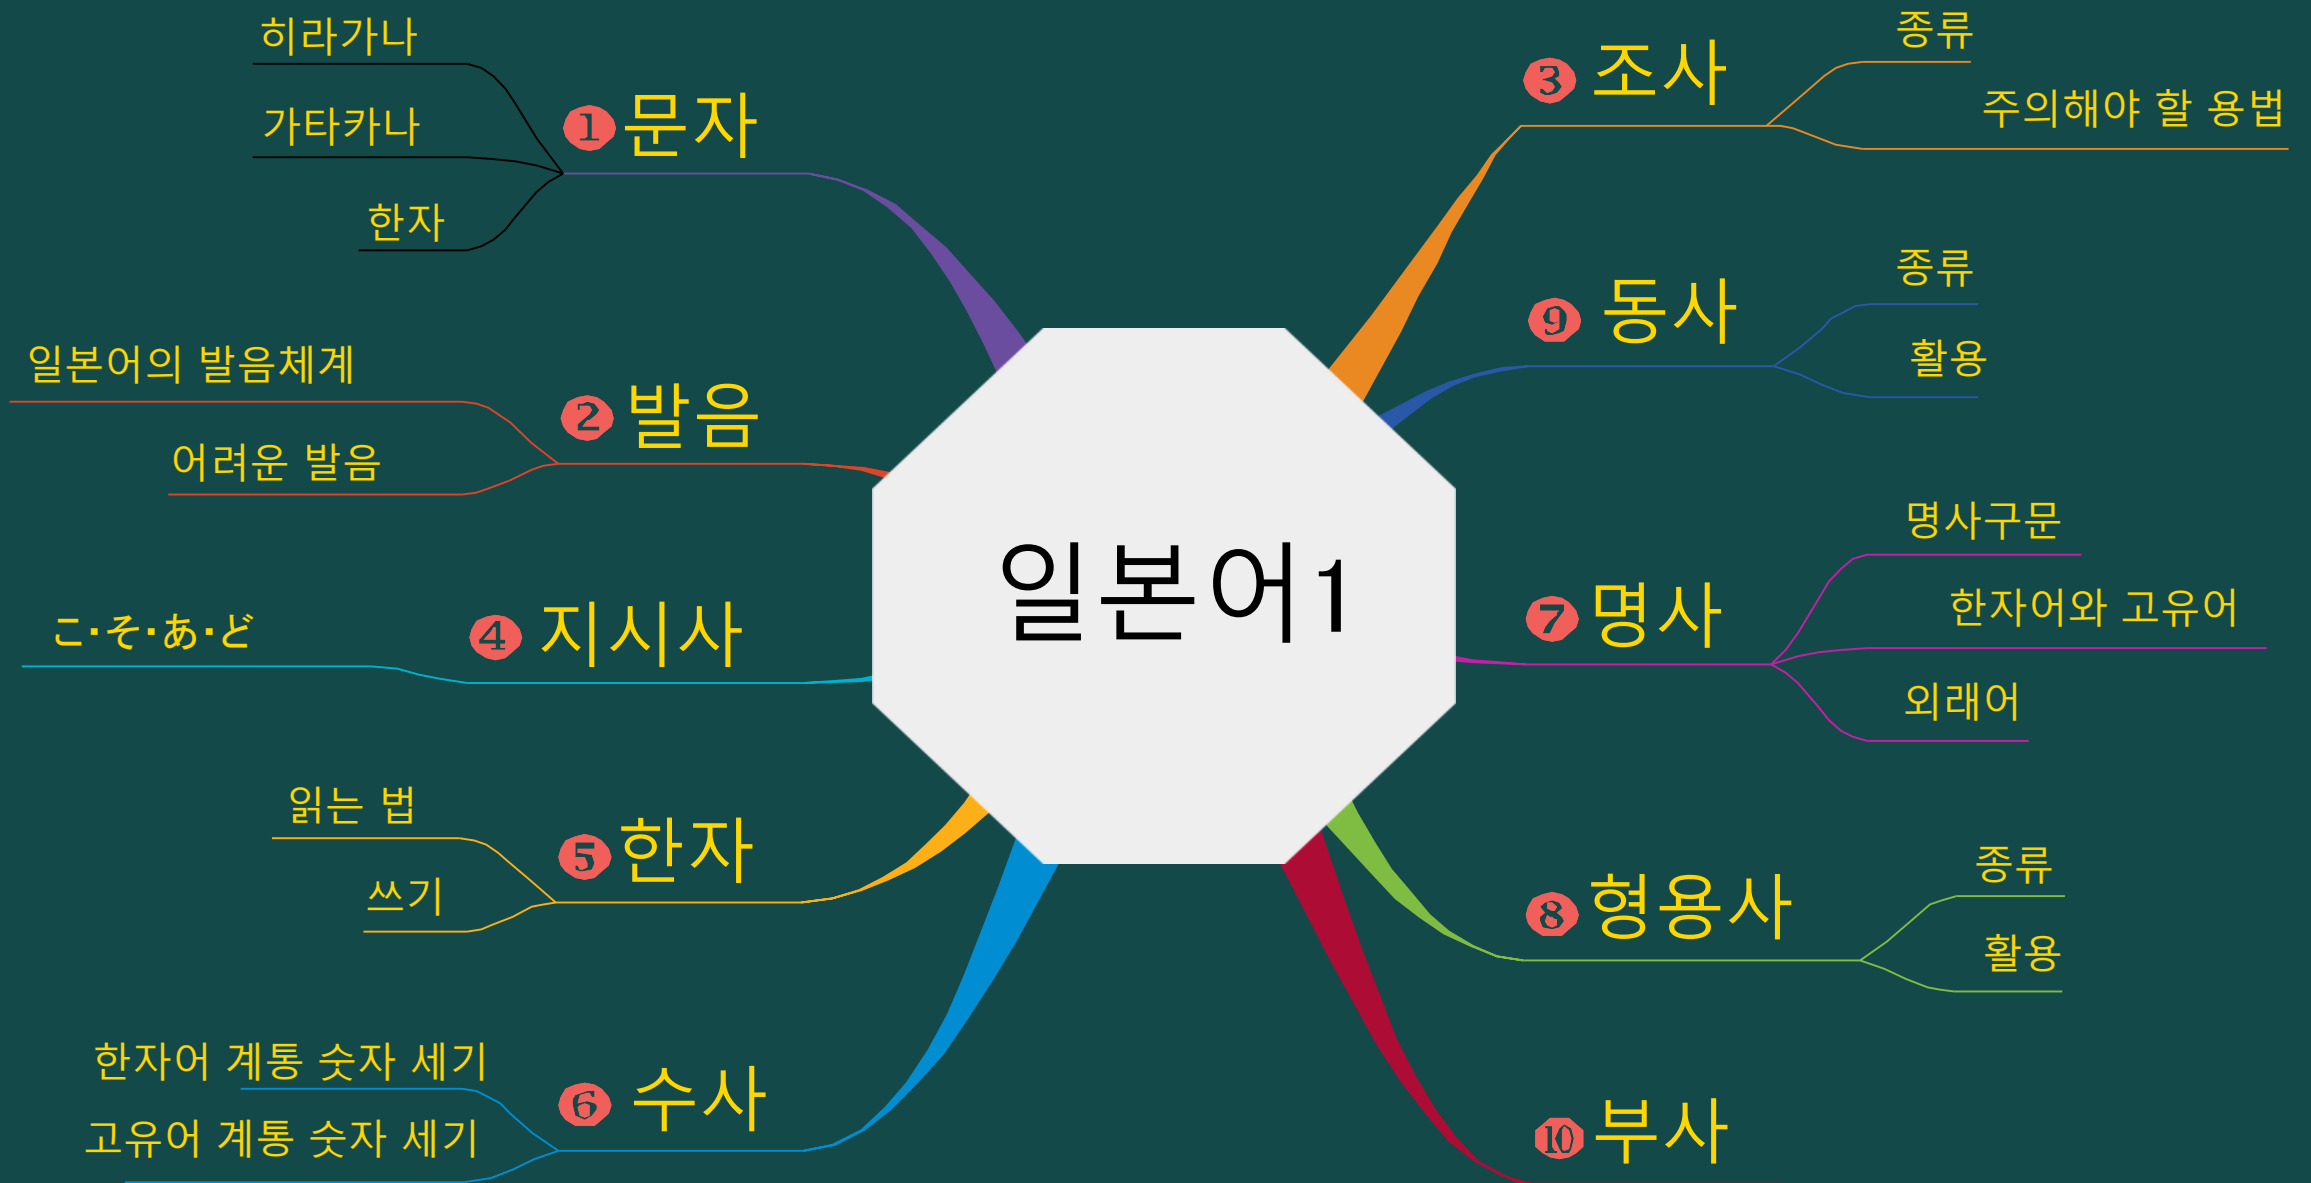 일본어1
❶ 문자
히라가나
가타카나
한자
❷ 발음
일본어의 발음체계
어려운 발음
❹ 지시사
こ·そ·あ·ど
❺ 한자
읽는 법
쓰기
❻ 수사
한자어 계통 숫자 세기
고유어 계통 숫자 세기
❸ 조사
종류
주의해야 할 용법
❾ 동사
종류
활용
❼ 명사
명사구문
한자어와 고유어
외래어
❽ 형용사
종류
활용
❿ 부사